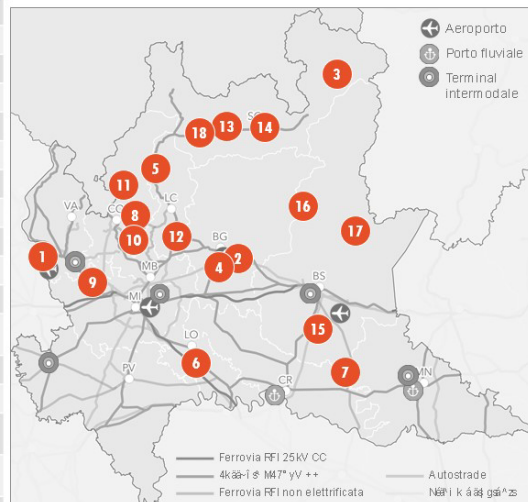 Aeroporto
Porto fluviale
Terminal
intermodale
3
18
13
14
5
11
16
VA
LC
8
10
12
17
BG
1
2
4
9
MB
MI
BS
15
LO
6
7
PV
CR
MN
Ferrovia RFI 25kV CC
Autostrade
Ferrovia RFI non elettrificata